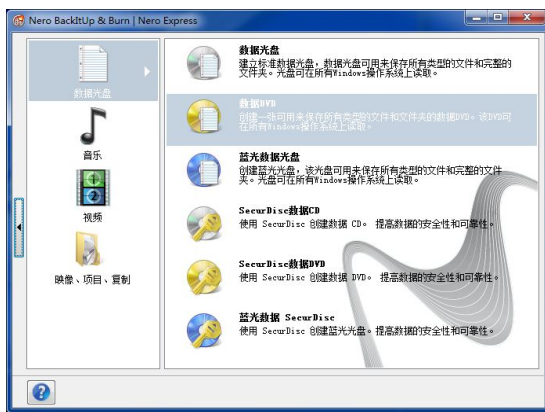 Nero BackItUp & Burn | Nero Express
数据光盘
音乐
视频
映像、项目、复制
数据光盘
建立标准数据光盘，数据光盘可用来保存所有类型的文件和完整的
文件夹。光盘可在所有Windows操作系统上读取。
数据DVD
创建一张可用来保存所有类型的文件和文件夹的数据DVD。该DVD可
在所有Windows操作系统上读取。
蓝光数据光盘
创建蓝光光盘，该光盘可用来保存所有类型的文件和完整的文件
夹。光盘可在所有Windows操作系统上读取。
SecurDisc数据CD
使用 SecurDisc 创建数据 CD。 提高数据的安全性和可靠性。
SecurDisc数据DVD
使用 SecurDisc 创建数据 DVD。 提高数据的安全性和可靠性。
蓝光数据 SecurDisc
使用 SecurDisc 创建蓝光光盘。提高数据的安全性和可靠性。